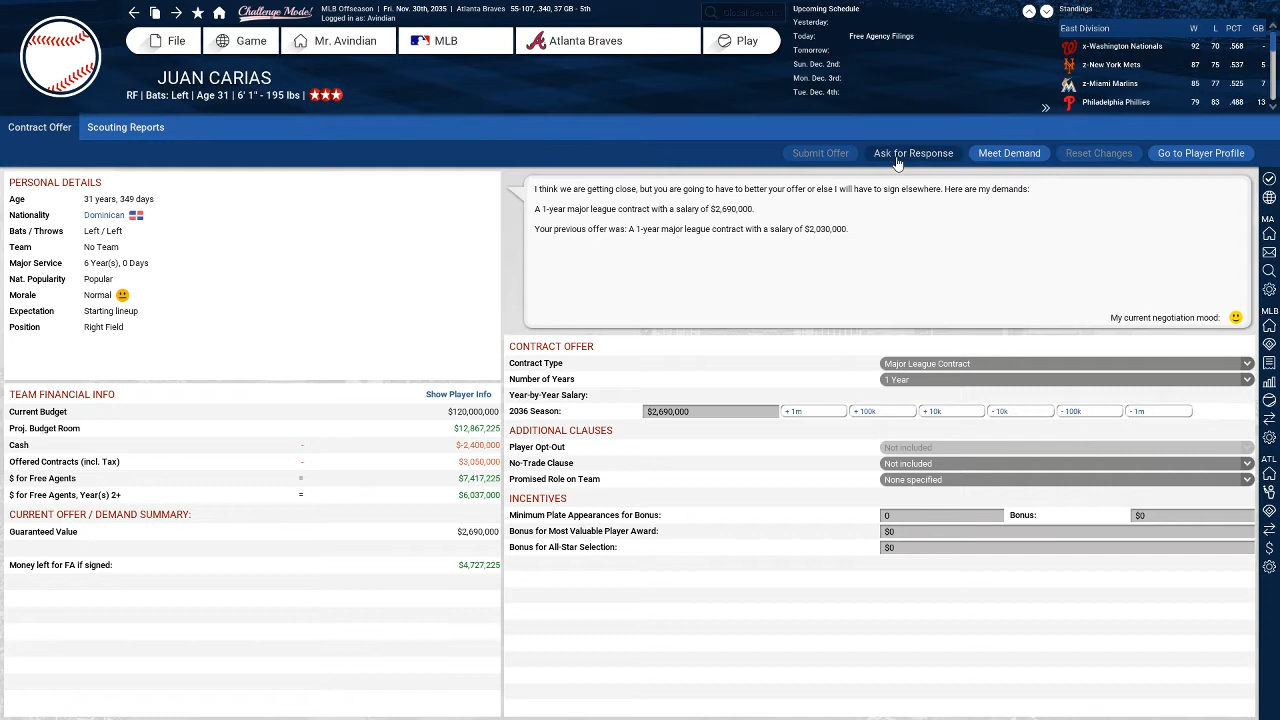 Challenge Mode!
MLB Offseason | Fri. Nov. 30th, 2035 | Atlanta Braves 55-107, .340, 37 GB - 5th
Logged in as: Avindian
Global Search
File
Game
Mr. Avindian
MLB
Atlanta Braves
Play
Upcoming Schedule
Yesterday:
Today: Free Agency Filings
Tomorrow:
Sun. Dec. 2nd:
Mon. Dec. 3rd:
Tue. Dec. 4th:
Standings
East Division W L PCT GB
x-Washington Nationals 92 70 .568 -
z-New York Mets 87 75 .537 5
z-Miami Marlins 85 77 .525 7
Philadelphia Phillies 79 83 .488 13
JUAN CARIAS
RF | Bats: Left | Age 31 | 6' 1" - 195 lbs |
Contract Offer
Scouting Reports
Submit Offer
Ask for Response
Meet Demand
Reset Changes
Go to Player Profile
PERSONAL DETAILS
Age 31 years, 349 days
Nationality Dominican
Bats / Throws Left / Left
Team No Team
Major Service 6 Year(s), 0 Days
Nat. Popularity Popular
Morale Normal
Expectation Starting lineup
Position Right Field
I think we are getting close, but you are going to have to better your offer or else I will have to sign elsewhere. Here are my demands:
A 1-year major league contract with a salary of $2,690,000.
Your previous offer was: A 1-year major league contract with a salary of $2,030,000.
My current negotiation mood:
TEAM FINANCIAL INFO
Show Player Info
Current Budget $120,000,000
Proj. Budget Room $12,867,225
Cash - $-2,400,000
Offered Contracts (incl. Tax) - $3,050,000
$ for Free Agents = $7,417,225
$ for Free Agents, Year(s) 2+ = $6,037,000
CURRENT OFFER / DEMAND SUMMARY:
Guaranteed Value $2,690,000
Money left for FA if signed: $4,727,225
CONTRACT OFFER
Contract Type Major League Contract
Number of Years 1 Year
Year-by-Year Salary:
2036 Season: $2,690,000 + 1m + 100k + 10k - 10k - 100k - 1m
ADDITIONAL CLAUSES
Player Opt-Out Not included
No-Trade Clause Not included
Promised Role on Team None specified
INCENTIVES
Minimum Plate Appearances for Bonus: 0 Bonus: $0
Bonus for Most Valuable Player Award: $0
Bonus for All-Star Selection: $0
MA
MLB
ATL